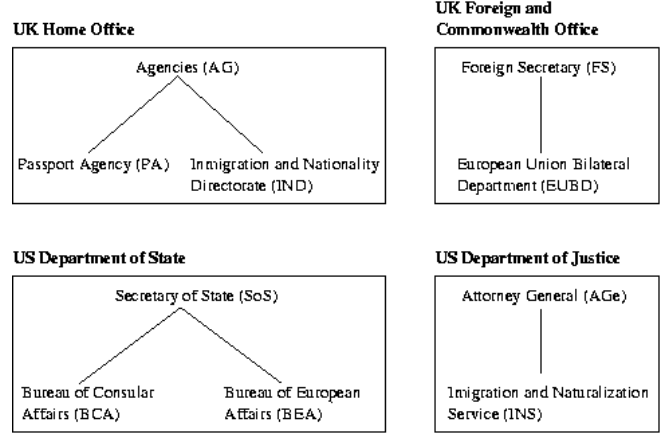 UK Home Office
Agencies (AG)
Passport Agency (PA)
Inmigration and Nationality
Directorate (IND)
UK Foreign and
Commonwealth Office
Foreign Secretary (FS)
European Union Bilateral
Department (EUBD)
US Department of State
Secretary of State (SoS)
Bureau of Consular
Affairs (BCA)
Bureau of European
Affairs (BEA)
US Department of Justice
Attorney General (AGe)
Imigration and Naturalization
Service (INS)